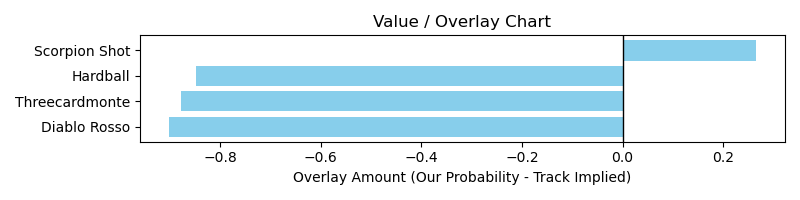 Value / Overlay Chart
Scorpion Shot
Hardball
Threecardmonte
Diablo Rosso
−0.8 −0.6 −0.4 −0.2 0.0 0.2
Overlay Amount (Our Probability - Track Implied)